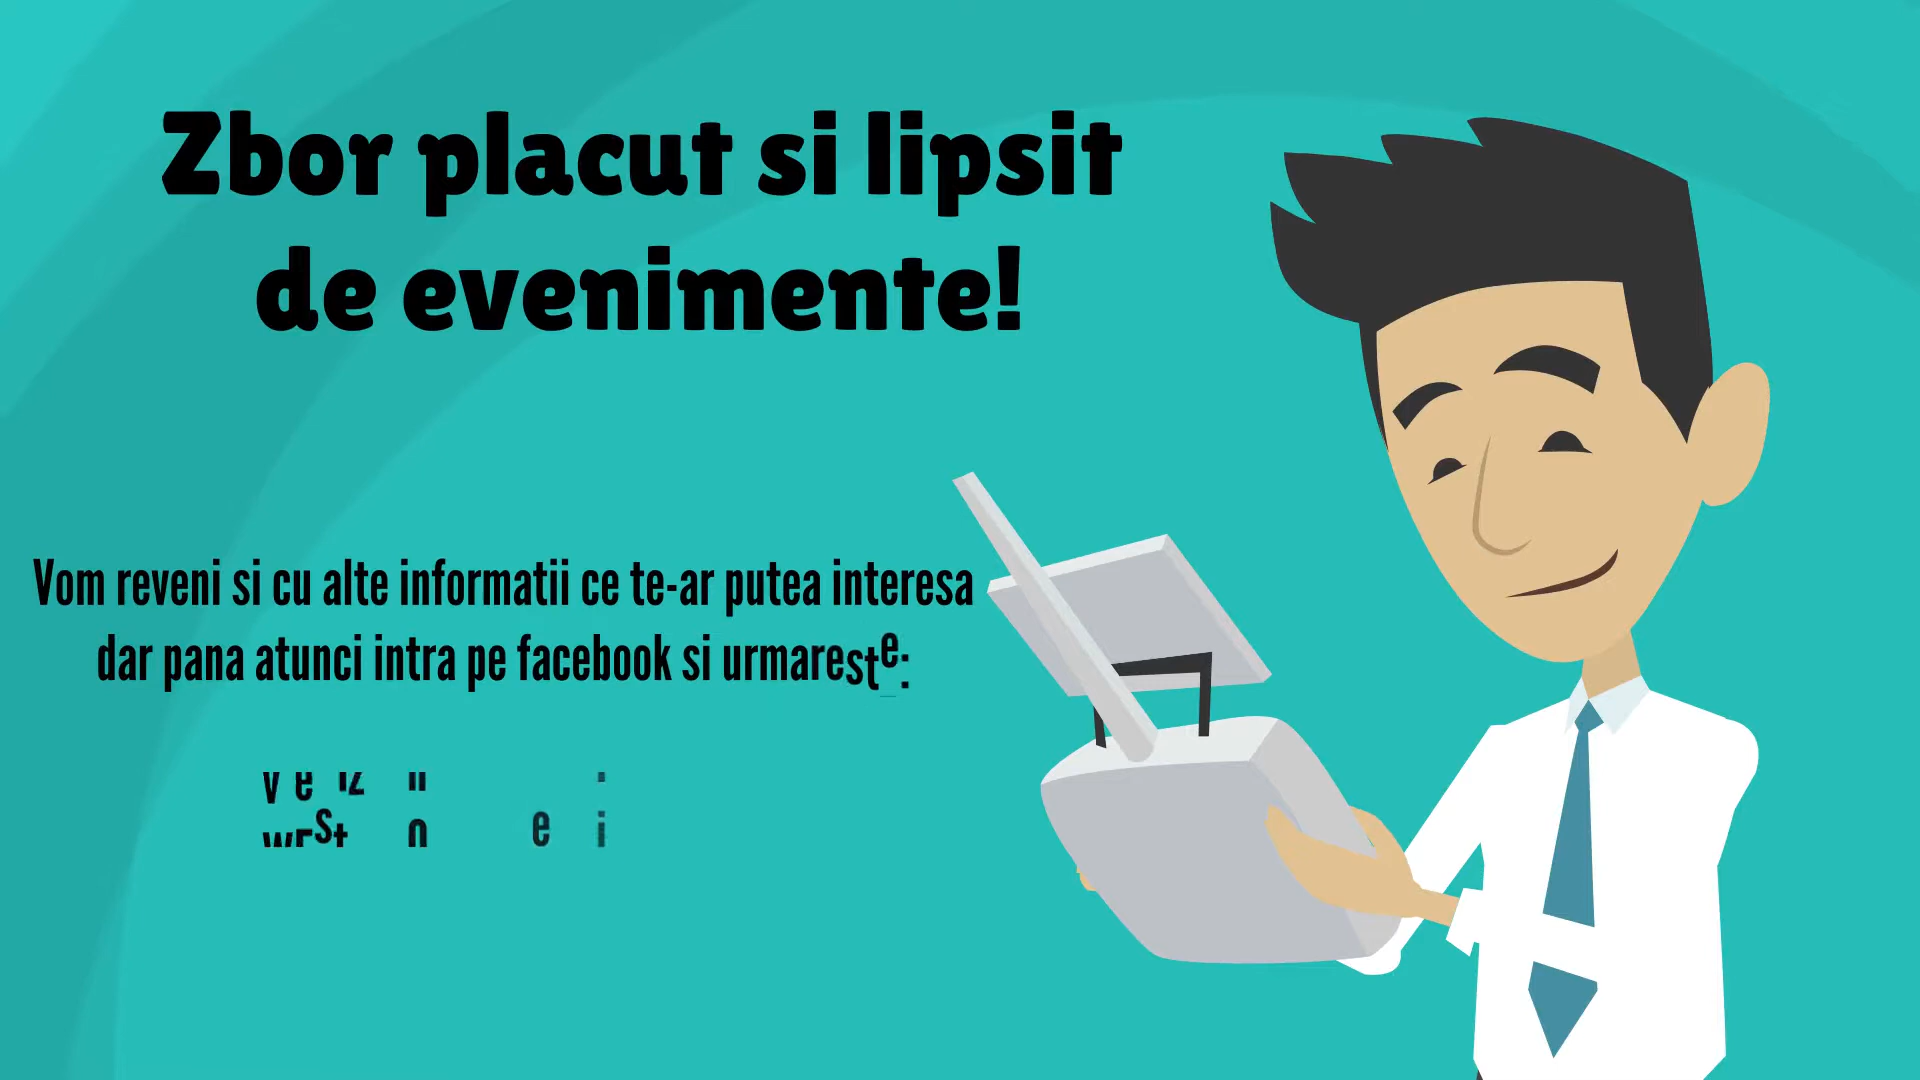 Zbor placut si lipsit
de evenimente!
Vom reveni si cu alte informatii ce te-ar putea interesa
dar pana atunci intra pe facebook si urmareste: